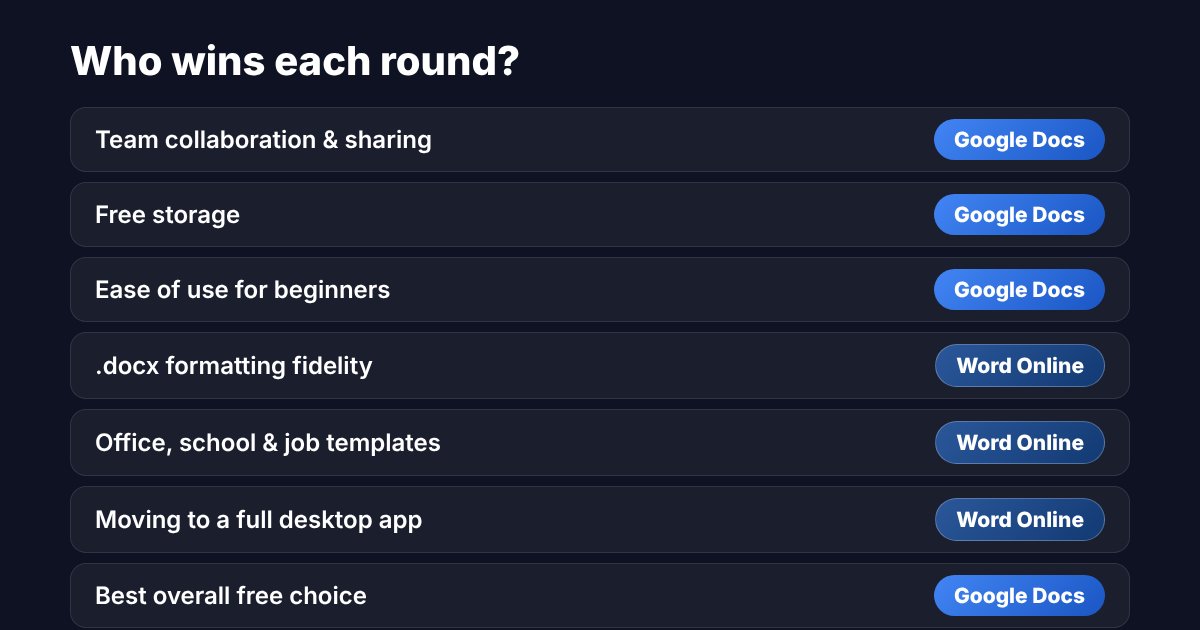 Who wins each round?
Team collaboration & sharing Google Docs
Free storage Google Docs
Ease of use for beginners Google Docs
.docx formatting fidelity Word Online
Office, school & job templates Word Online
Moving to a full desktop app Word Online
Best overall free choice Google Docs